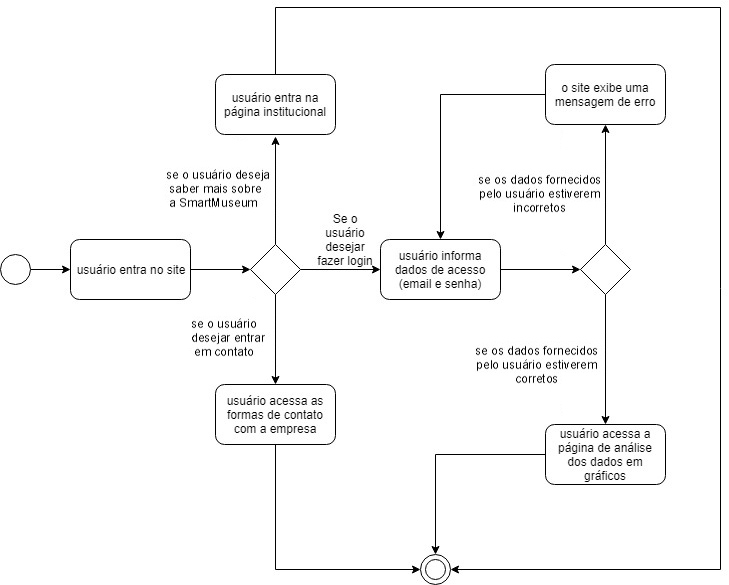 usuário entra na
página institucional
o site exibe uma
mensagem de erro
se o usuário deseja
saber mais sobre
a SmartMuseum
se os dados fornecidos
pelo usuário estiverem
incorretos
Se o
usuário
desejar
fazer login
usuário entra no site
usuário informa
dados de acesso
(email e senha)
se o usuário
desejar entrar
em contato
se os dados fornecidos
pelo usuário estiverem
corretos
usuário acessa as
formas de contato
com a empresa
usuário acessa a
página de análise
dos dados em
gráficos